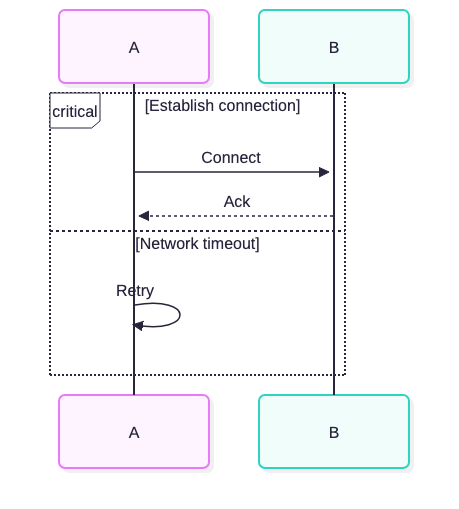 A
B
critical
[Establish connection]
Connect
Ack
[Network timeout]
Retry
A
B